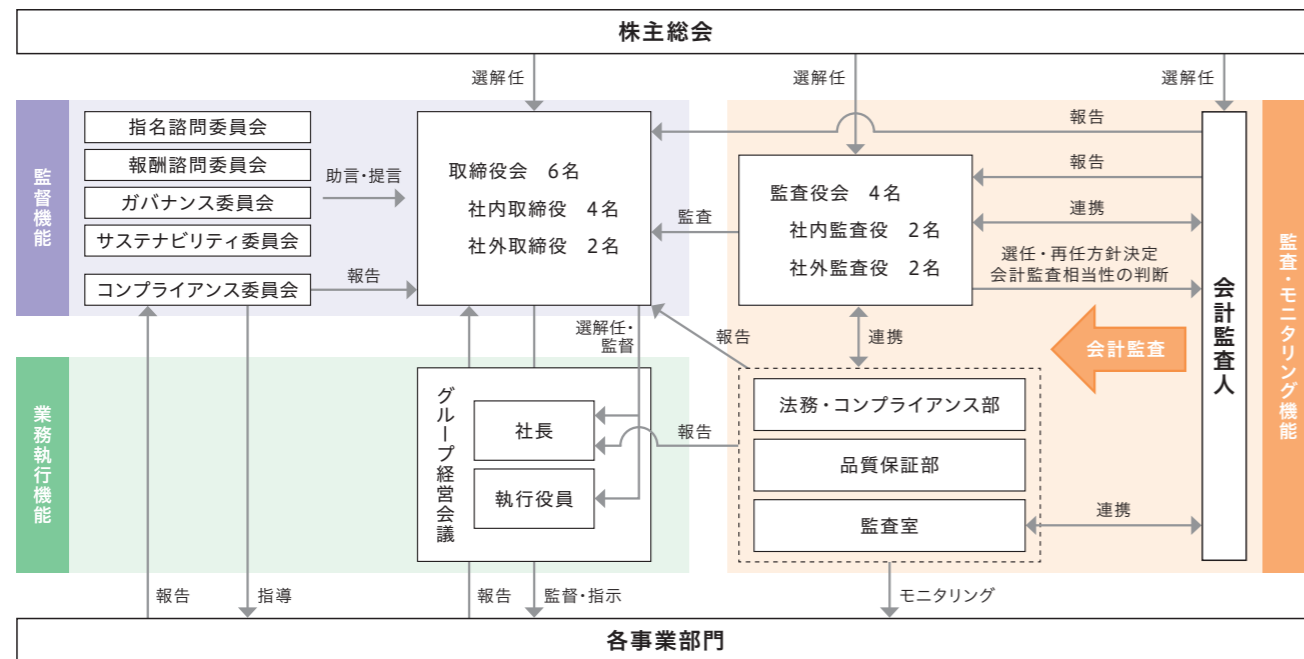 株主総会
選解任
選解任
選解任
監督機能
指名諮問委員会
報酬諮問委員会
ガバナンス委員会
サステナビリティ委員会
コンプライアンス委員会
助言・提言
報告
取締役会 6名
社内取締役 4名
社外取締役 2名
監査
監査役会 4名
社内監査役 2名
社外監査役 2名
報告
報告
連携
選任・再任方針決定
会計監査相当性の判断
会計監査人
監査・モニタリング機能
会計監査
選解任・
監督
報告
連携
業務執行機能
グループ経営会議
社長
執行役員
報告
法務・コンプライアンス部
品質保証部
監査室
連携
報告
指導
報告
監督・指示
モニタリング
各事業部門